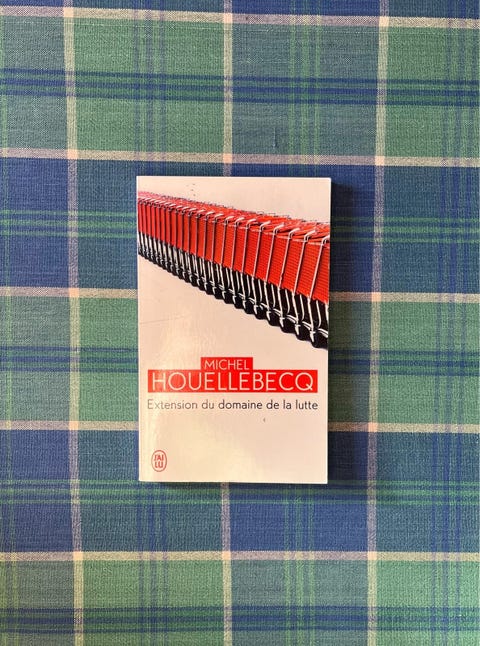 MICHEL
HOUELLEBECQ
Extension du domaine de la lutte
J'AI
LU